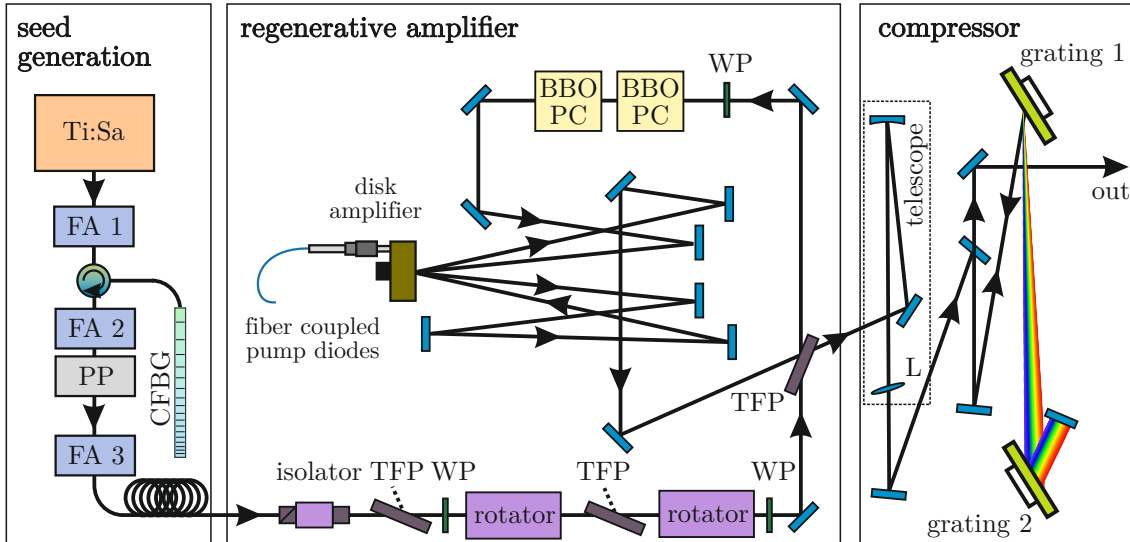 seed
generation
Ti:Sa
FA 1
FA 2
PP
CFBG
FA 3
regenerative amplifier
BBO
PC
BBO
PC
WP
disk
amplifier
fiber coupled
pump diodes
TFP
isolator
TFP
WP
rotator
TFP
rotator
WP
compressor
grating 1
telescope
out
L
grating 2